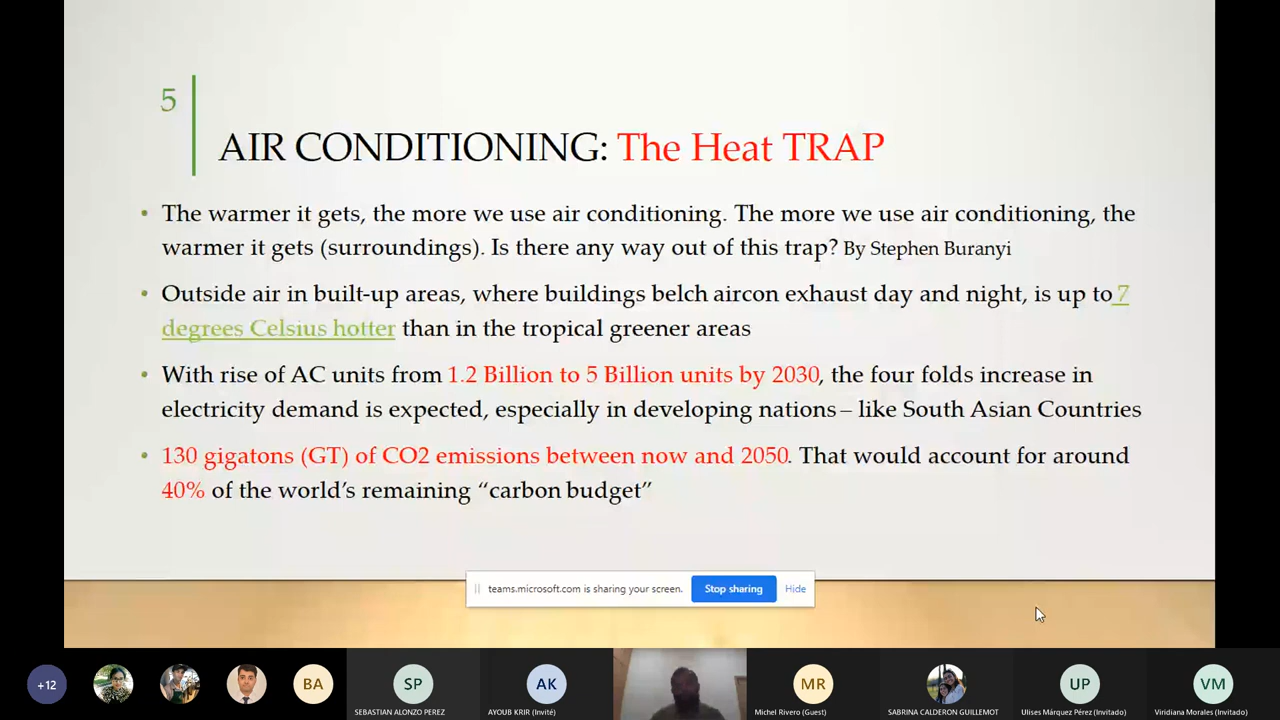 5
AIR CONDITIONING: The Heat TRAP
• The warmer it gets, the more we use air conditioning. The more we use air conditioning, the
warmer it gets (surroundings). Is there any way out of this trap? By Stephen Buranyi
• Outside air in built-up areas, where buildings belch aircon exhaust day and night, is up to 7
degrees Celsius hotter than in the tropical greener areas
• With rise of AC units from 1.2 Billion to 5 Billion units by 2030, the four folds increase in
electricity demand is expected, especially in developing nations – like South Asian Countries
• 130 gigatons (GT) of CO2 emissions between now and 2050. That would account for around
40% of the world's remaining “carbon budget”
teams.microsoft.com is sharing your screen. Stop sharing Hide
+12 BA SP AK MR UP VM
SEBASTIAN ALONZO PEREZ AYOUB KRIR (Invité) Michel Rivero (Guest) SABRINA CALDERON GUILLEMOT Ulises Márquez Pérez (Invitado) Viridiana Morales (Invitado)